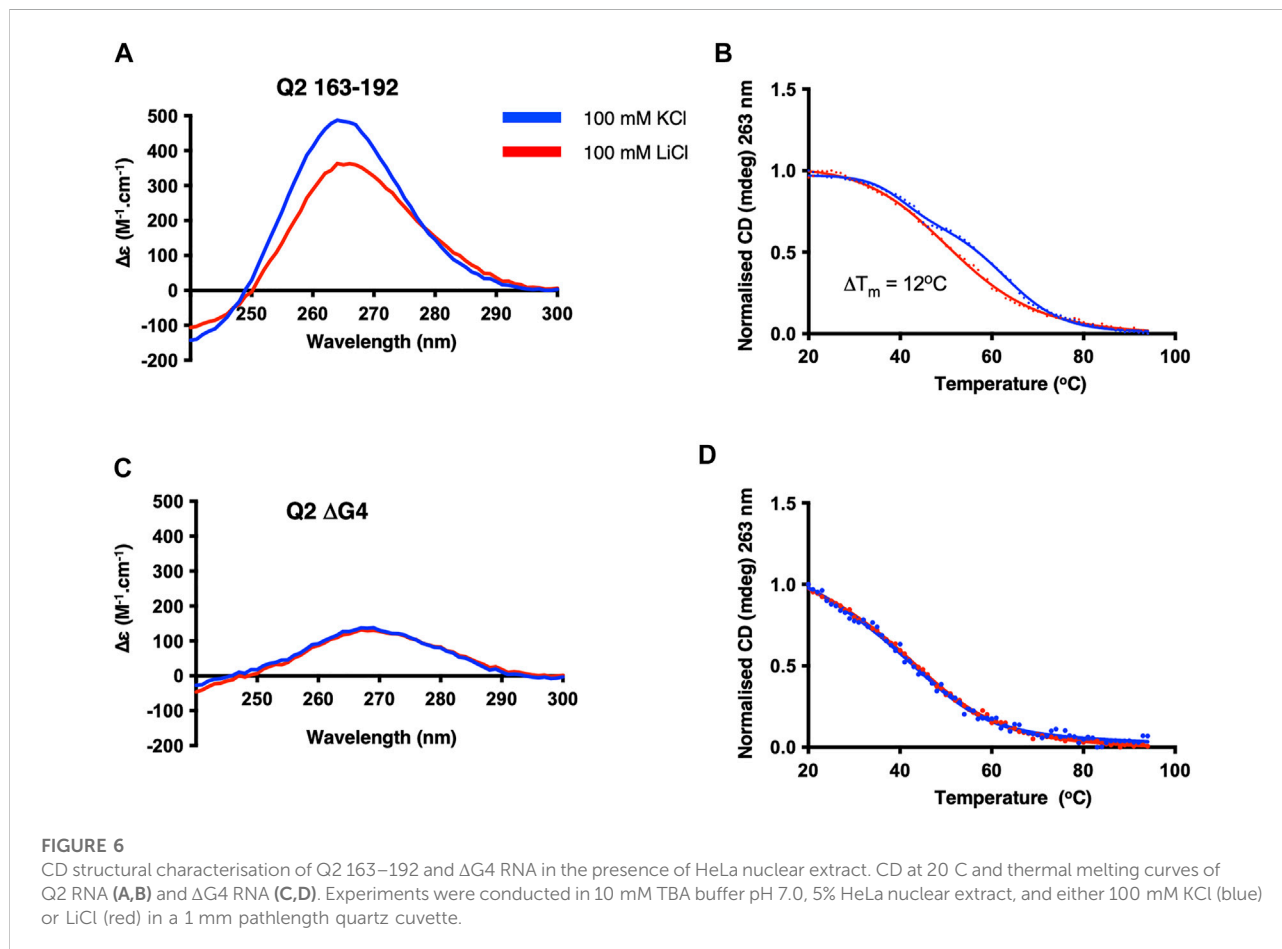 A
Q2 163-192
100 mM KCl
100 mM LiCl
500
400
300
200
100
0
-100
-200
250
260
270
280
290
300
Δε (M⁻¹.cm⁻¹)
Wavelength (nm)
B
1.5
1.0
0.5
0.0
20
40
60
80
100
Normalised CD (mdeg) 263 nm
ΔTₘ = 12ºC
Temperature (ºC)
C
Q2 ΔG4
500
400
300
200
100
0
-100
-200
250
260
270
280
290
300
Δε (M⁻¹.cm⁻¹)
Wavelength (nm)
D
1.5
1.0
0.5
0.0
20
40
60
80
100
Normalised CD (mdeg) 263 nm
Temperature (ºC)
FIGURE 6
CD structural characterisation of Q2 163–192 and ΔG4 RNA in the presence of HeLa nuclear extract. CD at 20 C and thermal melting curves of
Q2 RNA (A,B) and ΔG4 RNA (C,D). Experiments were conducted in 10 mM TBA buffer pH 7.0, 5% HeLa nuclear extract, and either 100 mM KCl (blue)
or LiCl (red) in a 1 mm pathlength quartz cuvette.